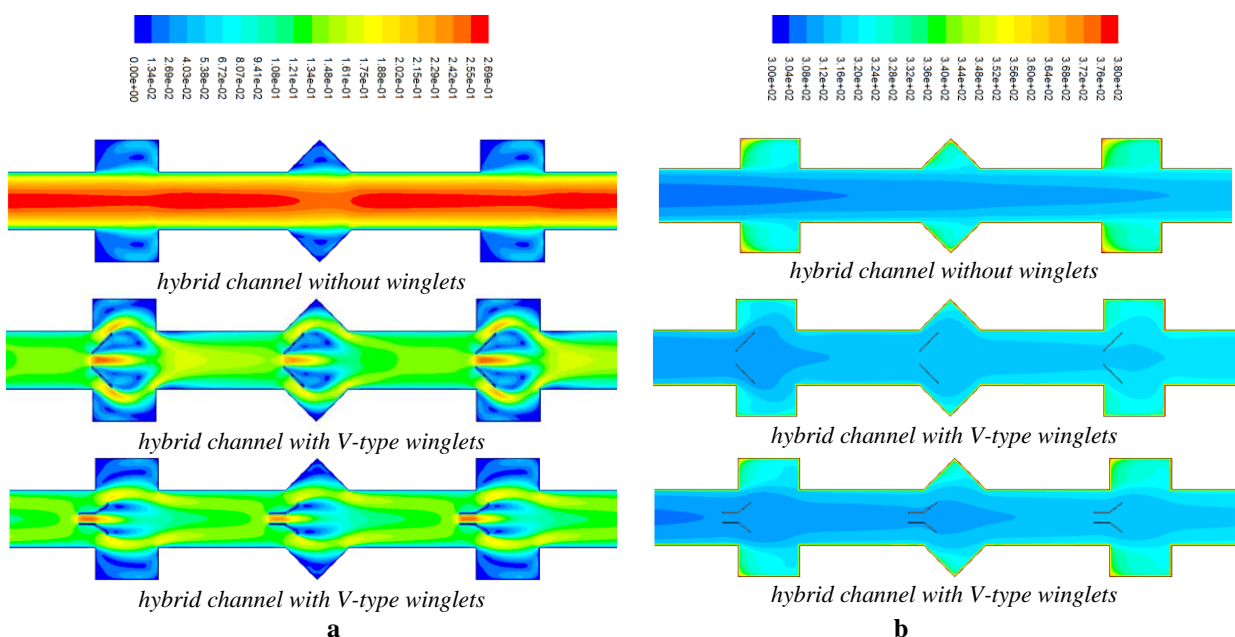 0.00e+00
1.34e-02
2.69e-02
4.03e-02
5.38e-02
6.72e-02
8.07e-02
9.41e-02
1.08e-01
1.21e-01
1.34e-01
1.48e-01
1.61e-01
1.75e-01
1.88e-01
2.02e-01
2.15e-01
2.29e-01
2.42e-01
2.55e-01
2.69e-01
hybrid channel without winglets
hybrid channel with V-type winglets
hybrid channel with V-type winglets
a
3.00e+02
3.04e+02
3.08e+02
3.12e+02
3.16e+02
3.20e+02
3.24e+02
3.28e+02
3.32e+02
3.36e+02
3.40e+02
3.44e+02
3.48e+02
3.52e+02
3.56e+02
3.60e+02
3.64e+02
3.68e+02
3.72e+02
3.76e+02
3.80e+02
hybrid channel without winglets
hybrid channel with V-type winglets
hybrid channel with V-type winglets
b